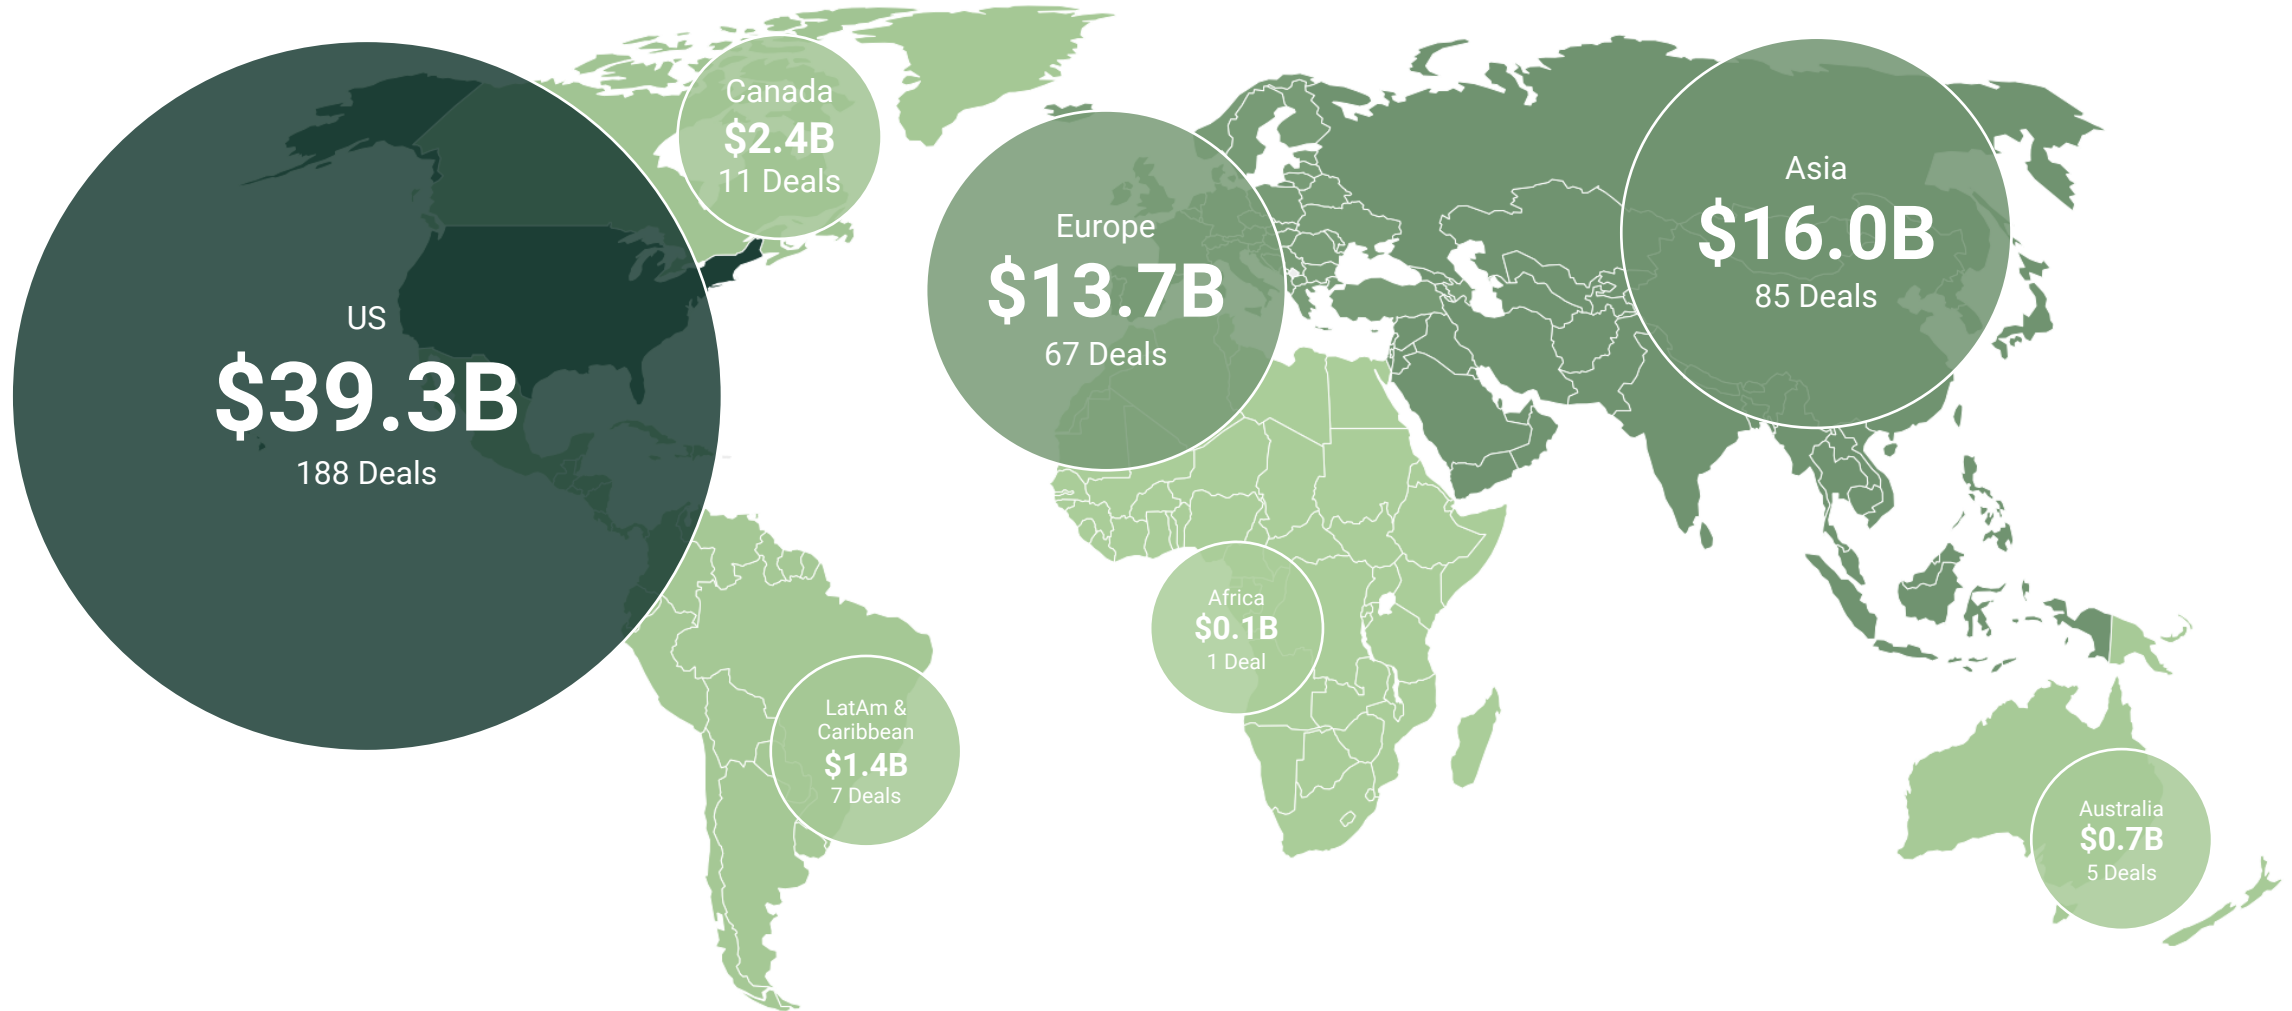 Canada
$2.4B
11 Deals
US
$39.3B
188 Deals
Europe
$13.7B
67 Deals
Asia
$16.0B
85 Deals
LatAm &
Caribbean
$1.4B
7 Deals
Africa
$0.1B
1 Deal
Australia
$0.7B
5 Deals